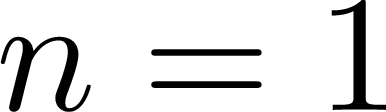 n = 1